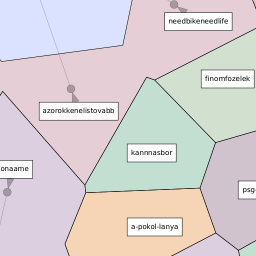 needbikeneedlife
finomfozelek
azorokkenelistovabb
kannnasbor
onaame
psg
a-pokol-lanya